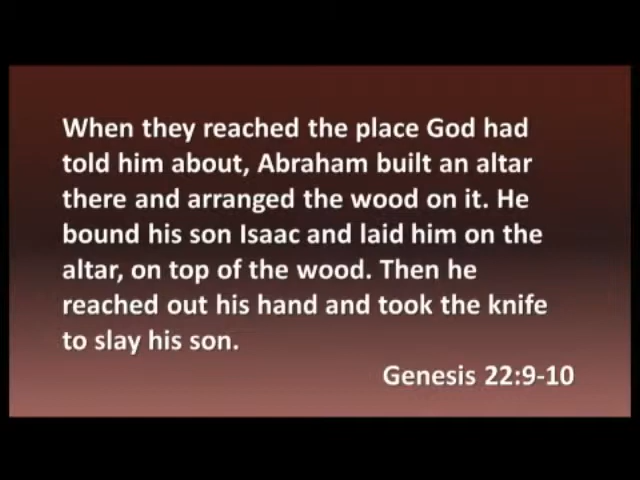 When they reached the place God had
told him about, Abraham built an altar
there and arranged the wood on it. He
bound his son Isaac and laid him on the
altar, on top of the wood. Then he
reached out his hand and took the knife
to slay his son.
Genesis 22:9-10